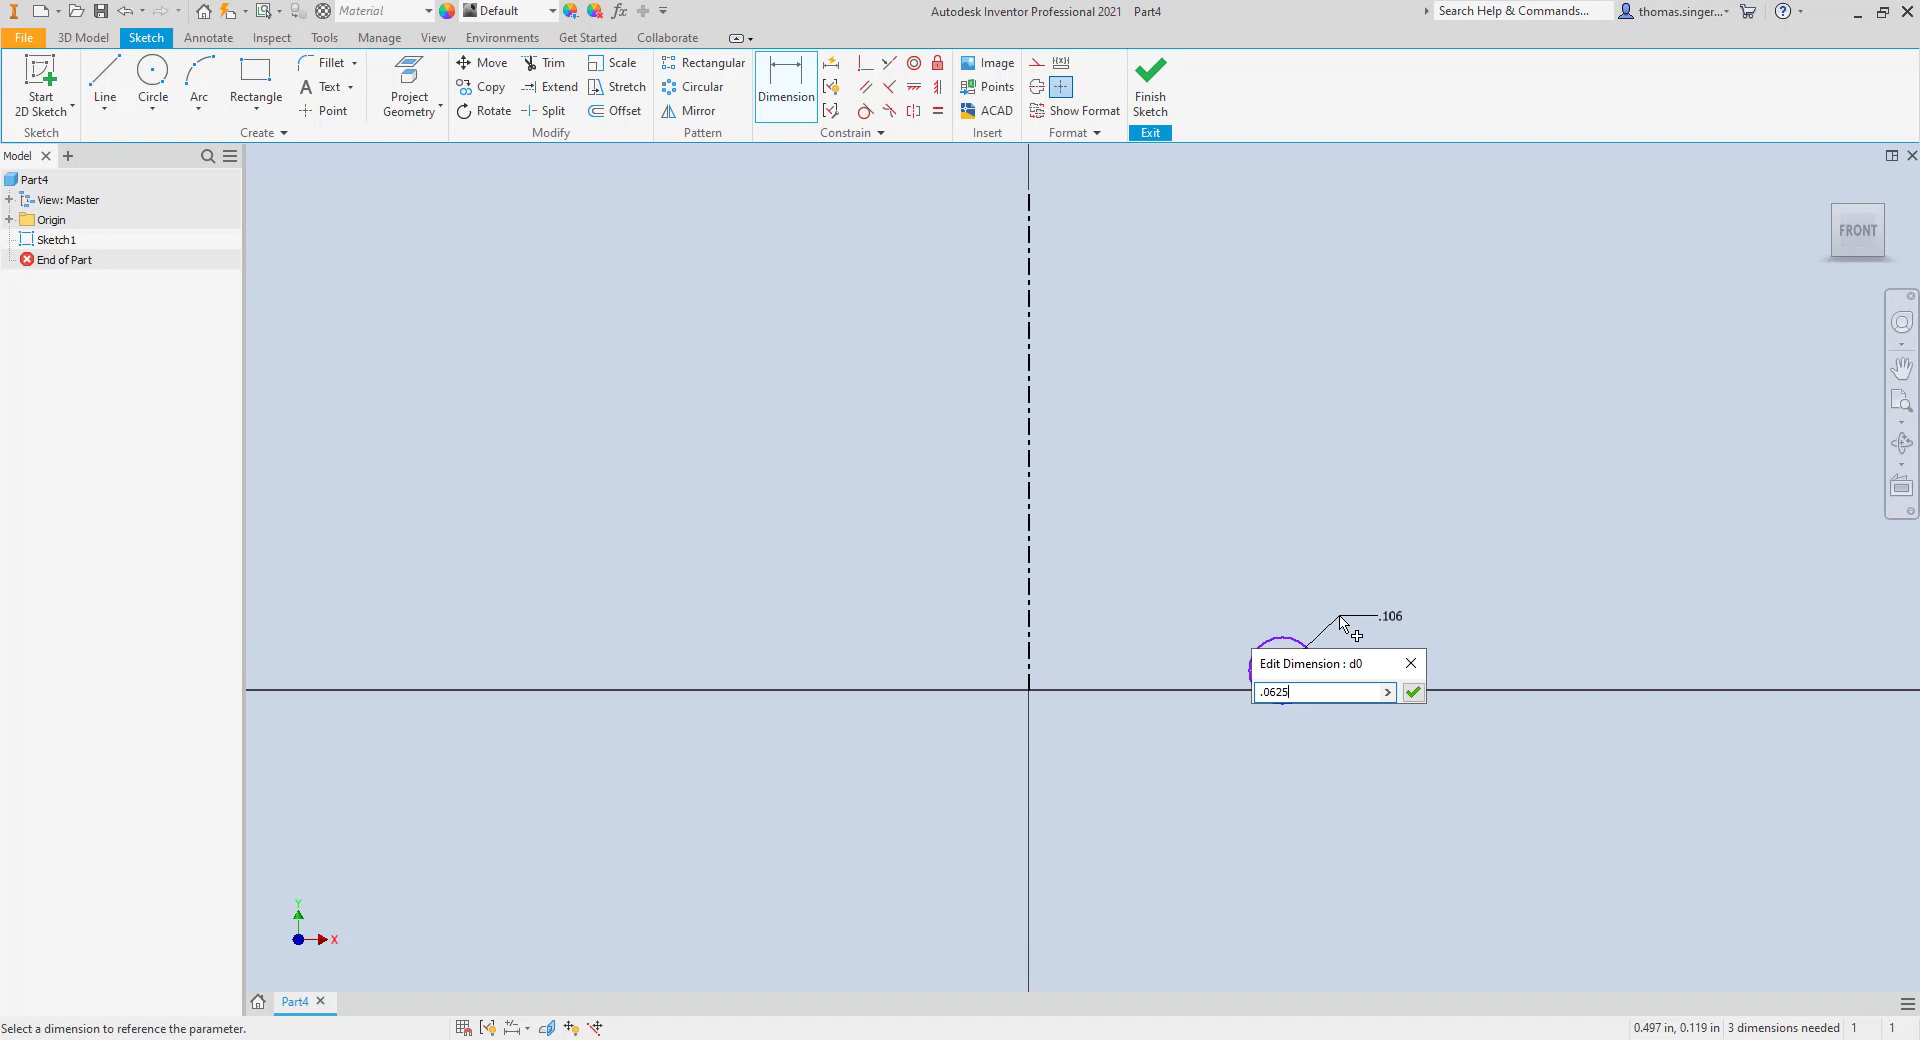 Material
Default
fx
Autodesk Inventor Professional 2021 Part4
Search Help & Commands...
thomas.singer...
File
3D Model
Sketch
Annotate
Inspect
Tools
Manage
View
Environments
Get Started
Collaborate
Start
2D Sketch
Line
Circle
Arc
Rectangle
Fillet
Text
Point
Project
Geometry
Move
Copy
Rotate
Trim
Extend
Split
Scale
Stretch
Offset
Rectangular
Circular
Mirror
Dimension
Image
Points
ACAD
Show Format
Finish
Sketch
Sketch
Create
Modify
Pattern
Constrain
Insert
Format
Exit
Model
Part4
View: Master
Origin
Sketch1
End of Part
FRONT
.106
Edit Dimension : d0
.0625
Y
X
Part4
Select a dimension to reference the parameter.
0.497 in, 0.119 in
3 dimensions needed
1
1